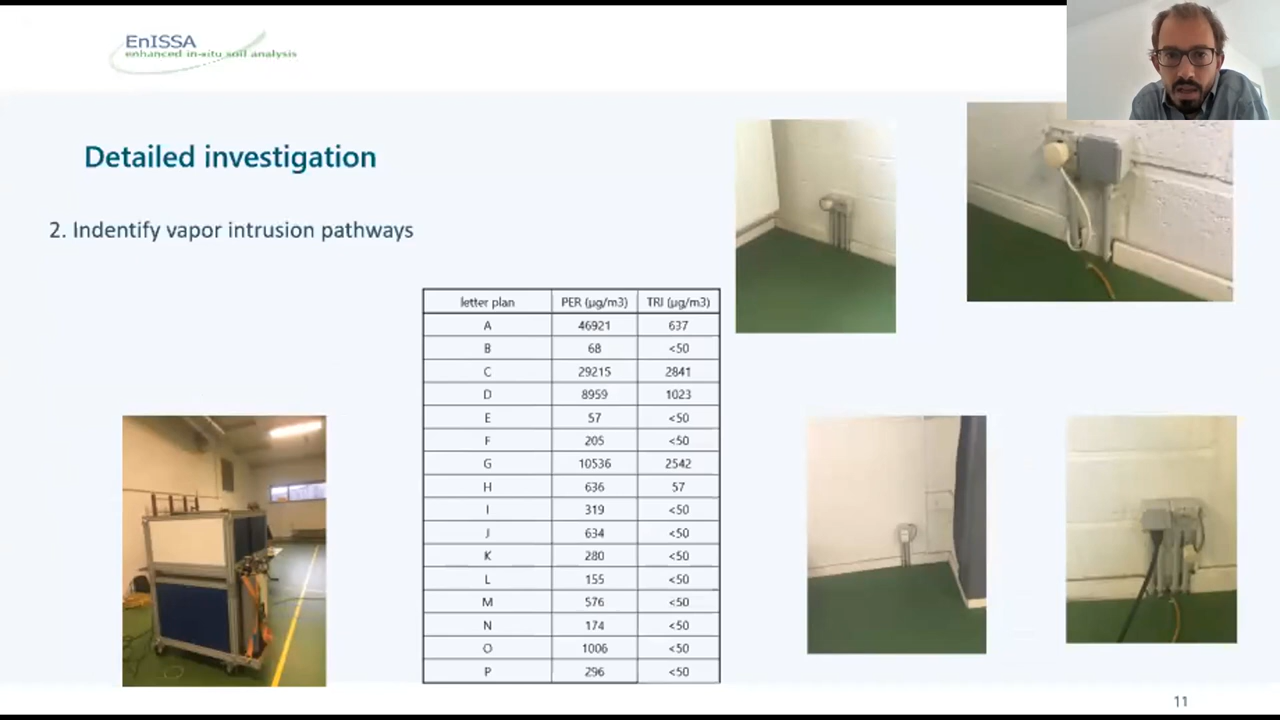 EnISSA
enhanced in-situ soil analysis
Detailed investigation
2. Indentify vapor intrusion pathways
letter plan PER (µg/m3) TRI (µg/m3)
A 46921 637
B 68 <50
C 29215 2841
D 8959 1023
E 57 <50
F 205 <50
G 10536 2542
H 636 57
I 319 <50
J 634 <50
K 280 <50
L 155 <50
M 576 <50
N 174 <50
O 1006 <50
P 296 <50
11